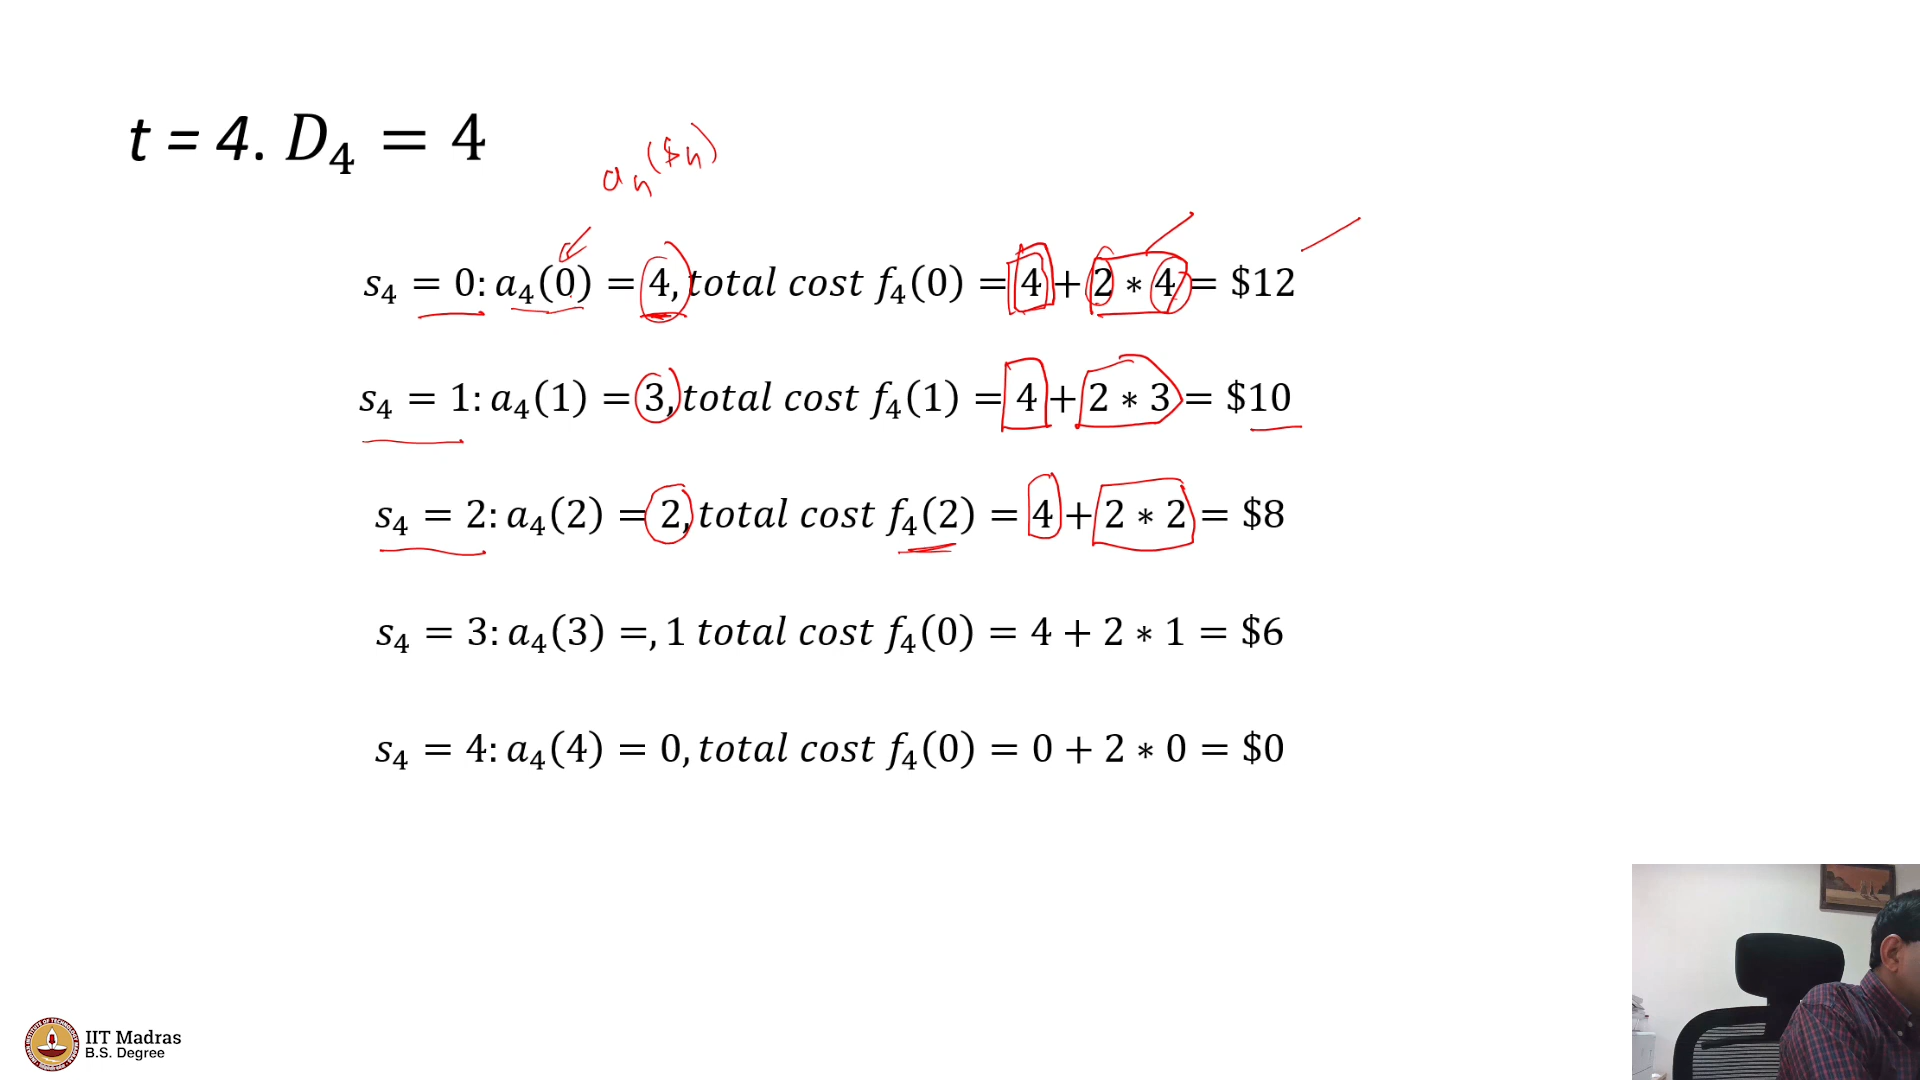 t = 4. D₄ = 4
a₄($₄)
s₄ = 0: a₄(0) = 4, total cost f₄(0) = 4 + 2 ∗ 4 = $12
s₄ = 1: a₄(1) = 3, total cost f₄(1) = 4 + 2 ∗ 3 = $10
s₄ = 2: a₄(2) = 2, total cost f₄(2) = 4 + 2 ∗ 2 = $8
s₄ = 3: a₄(3) =, 1 total cost f₄(0) = 4 + 2 ∗ 1 = $6
s₄ = 4: a₄(4) = 0, total cost f₄(0) = 0 + 2 ∗ 0 = $0
IIT Madras
B.S. Degree